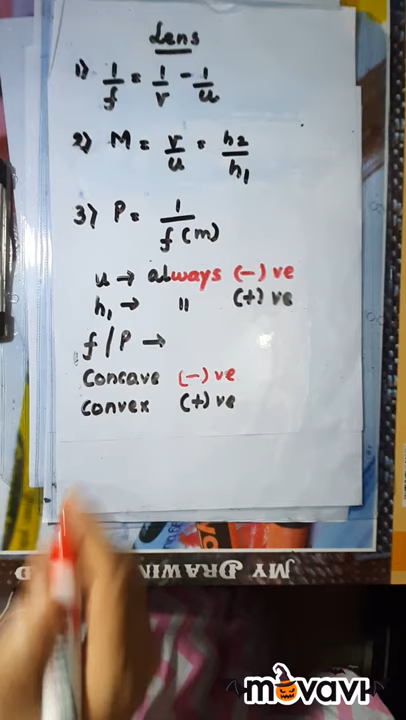 Lens
1) 1/f = 1/v - 1/u
2) M = v/u = h2/h1
3) P = 1/f(m)
u → always (-) ve
h1 → " (+) ve
f/P →
Concave (-) ve
Convex (+) ve
MY DRAWIN
movavi